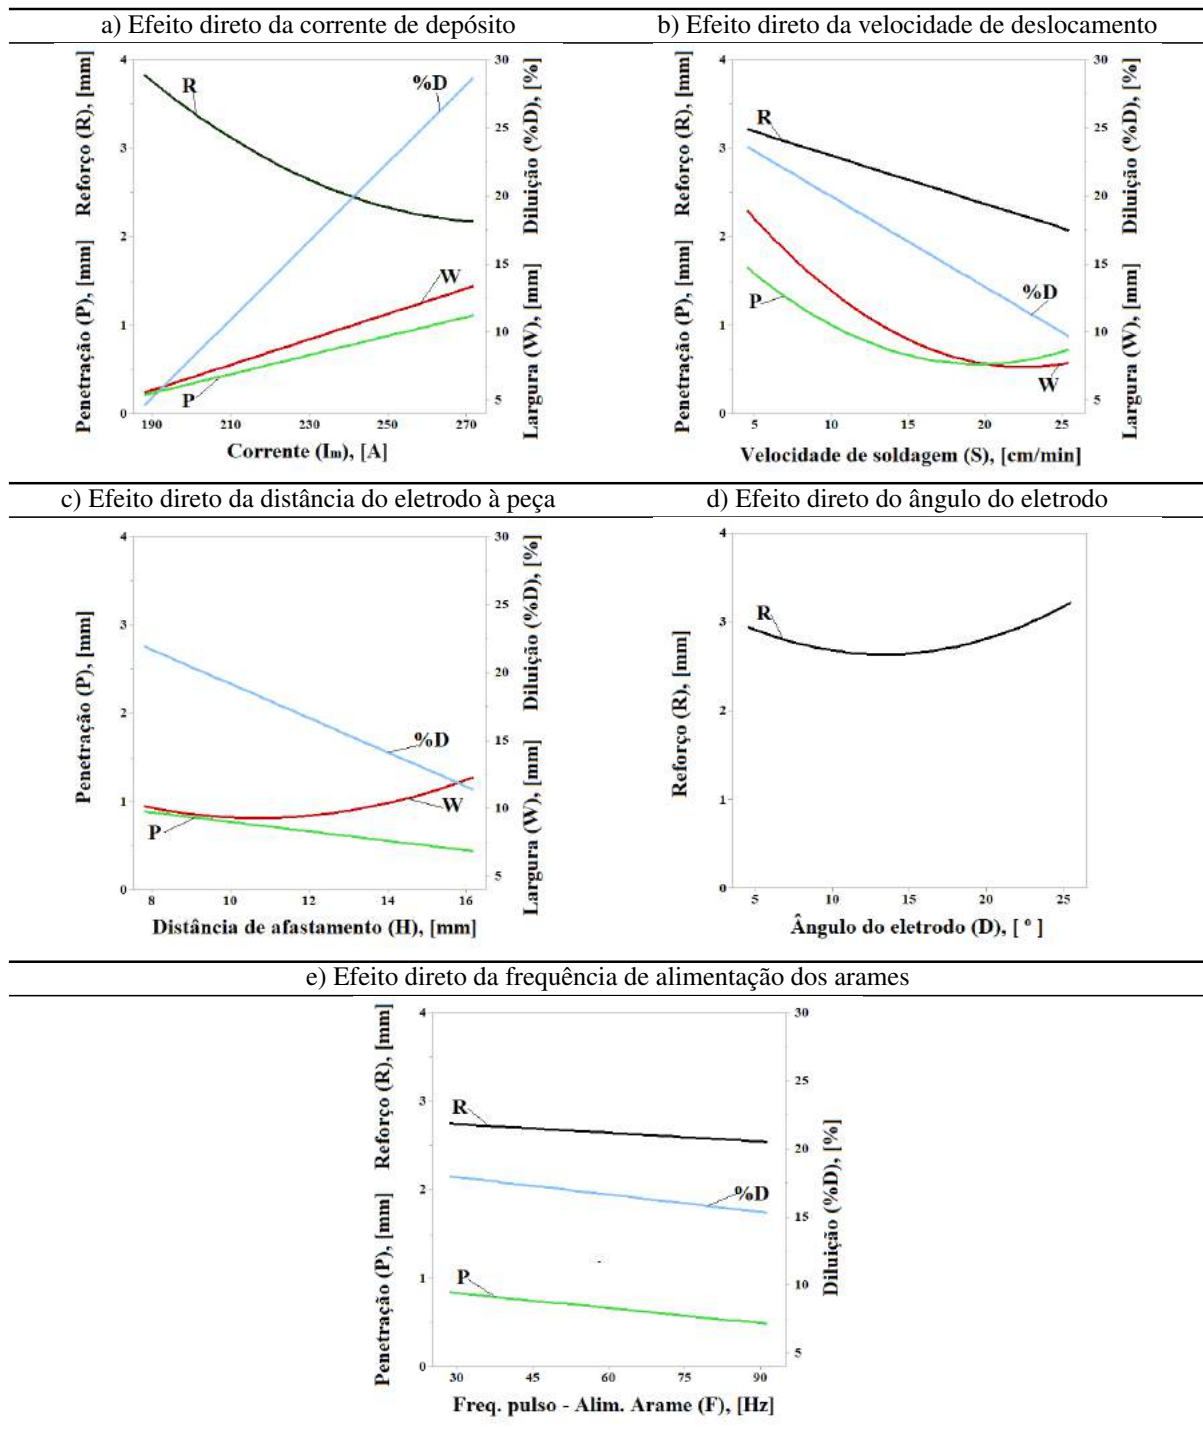 a) Efeito direto da corrente de depósito
b) Efeito direto da velocidade de deslocamento
Penetração (P), [mm] Reforço (R), [mm]
4
3
2
1
0
R
%D
W
P
30
25
20
15
10
5
Largura (W), [mm] Diluição (%D), [%]
190 210 230 250 270
Corrente (Im), [A]
Penetração (P), [mm] Reforço (R), [mm]
4
3
2
1
0
R
P
%D
W
30
25
20
15
10
5
Largura (W), [mm] Diluição (%D), [%]
5 10 15 20 25
Velocidade de soldagem (S), [cm/min]
c) Efeito direto da distância do eletrodo à peça
d) Efeito direto do ângulo do eletrodo
Penetração (P), [mm]
4
3
2
1
0
%D
W
P
30
25
20
15
10
5
Largura (W), [mm] Diluição (%D), [%]
8 10 12 14 16
Distância de afastamento (H), [mm]
Reforço (R), [mm]
4
3
2
1
0
R
5 10 15 20 25
Ângulo do eletrodo (D), [ º ]
e) Efeito direto da frequência de alimentação dos arames
Penetração (P), [mm] Reforço (R), [mm]
4
3
2
1
0
R
%D
P
30
25
20
15
10
5
Diluição (%D), [%]
30 45 60 75 90
Freq. pulso - Alim. Arame (F), [Hz]